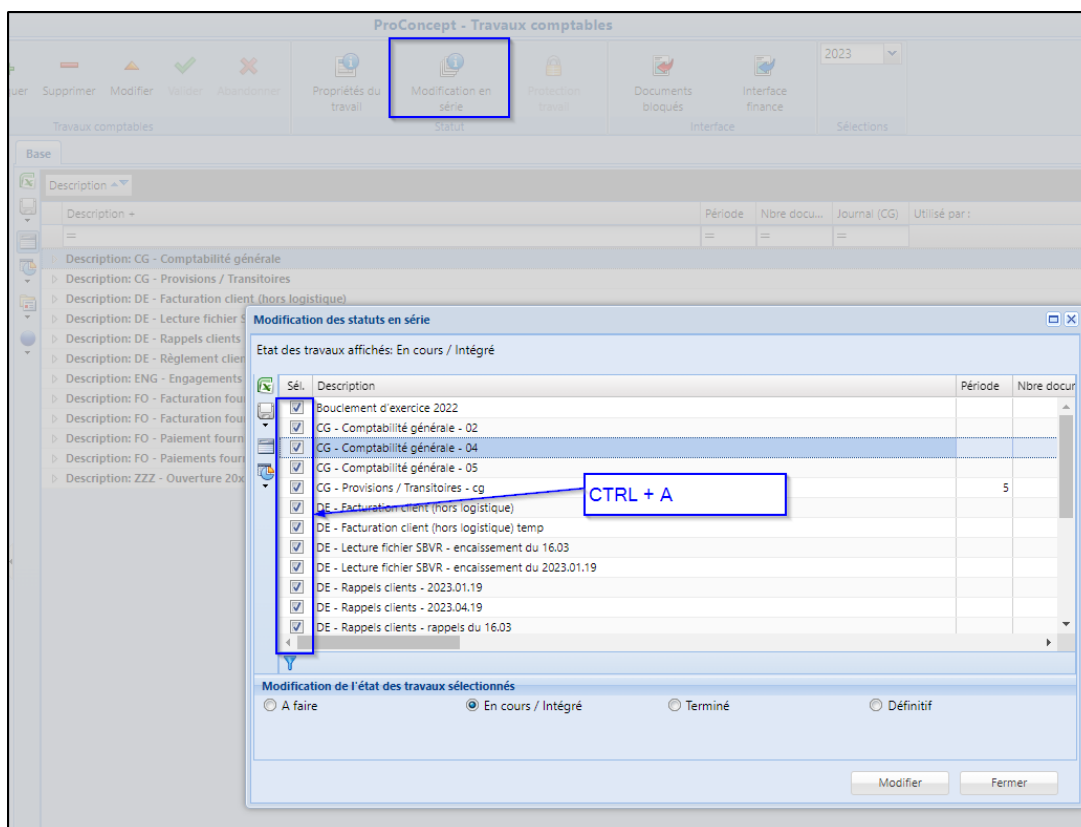 ProConcept - Travaux comptables
uer Supprimer Modifier Valider Abandonner
Propriétés du travail
Modification en série
Protection travail
Documents bloqués
Interface finance
2023
Travaux comptables Statut Interface Sélections
Base
Description
Description + Période Nbre docu... Journal (CG) Utilisé par :
= = = =
Description: CG - Comptabilité générale
Description: CG - Provisions / Transitoires
Description: DE - Facturation client (hors logistique)
Description: DE - Lecture fichier S
Description: DE - Rappels clients
Description: DE - Règlement clien
Description: ENG - Engagements
Description: FO - Facturation fou
Description: FO - Facturation fou
Description: FO - Paiement fourn
Description: FO - Paiements fourn
Description: ZZZ - Ouverture 20x
Modification des statuts en série
Etat des travaux affichés: En cours / Intégré
Sél. Description Période Nbre docur
Bouclement d'exercice 2022
CG - Comptabilité générale - 02
CG - Comptabilité générale - 04
CG - Comptabilité générale - 05
CG - Provisions / Transitoires - cg 5
CTRL + A
DE - Facturation client (hors logistique)
DE - Facturation client (hors logistique) temp
DE - Lecture fichier SBVR - encaissement du 16.03
DE - Lecture fichier SBVR - encaissement du 2023.01.19
DE - Rappels clients - 2023.01.19
DE - Rappels clients - 2023.04.19
DE - Rappels clients - rappels du 16.03
Modification de l'état des travaux sélectionnés
A faire En cours / Intégré Terminé Définitif
Modifier Fermer